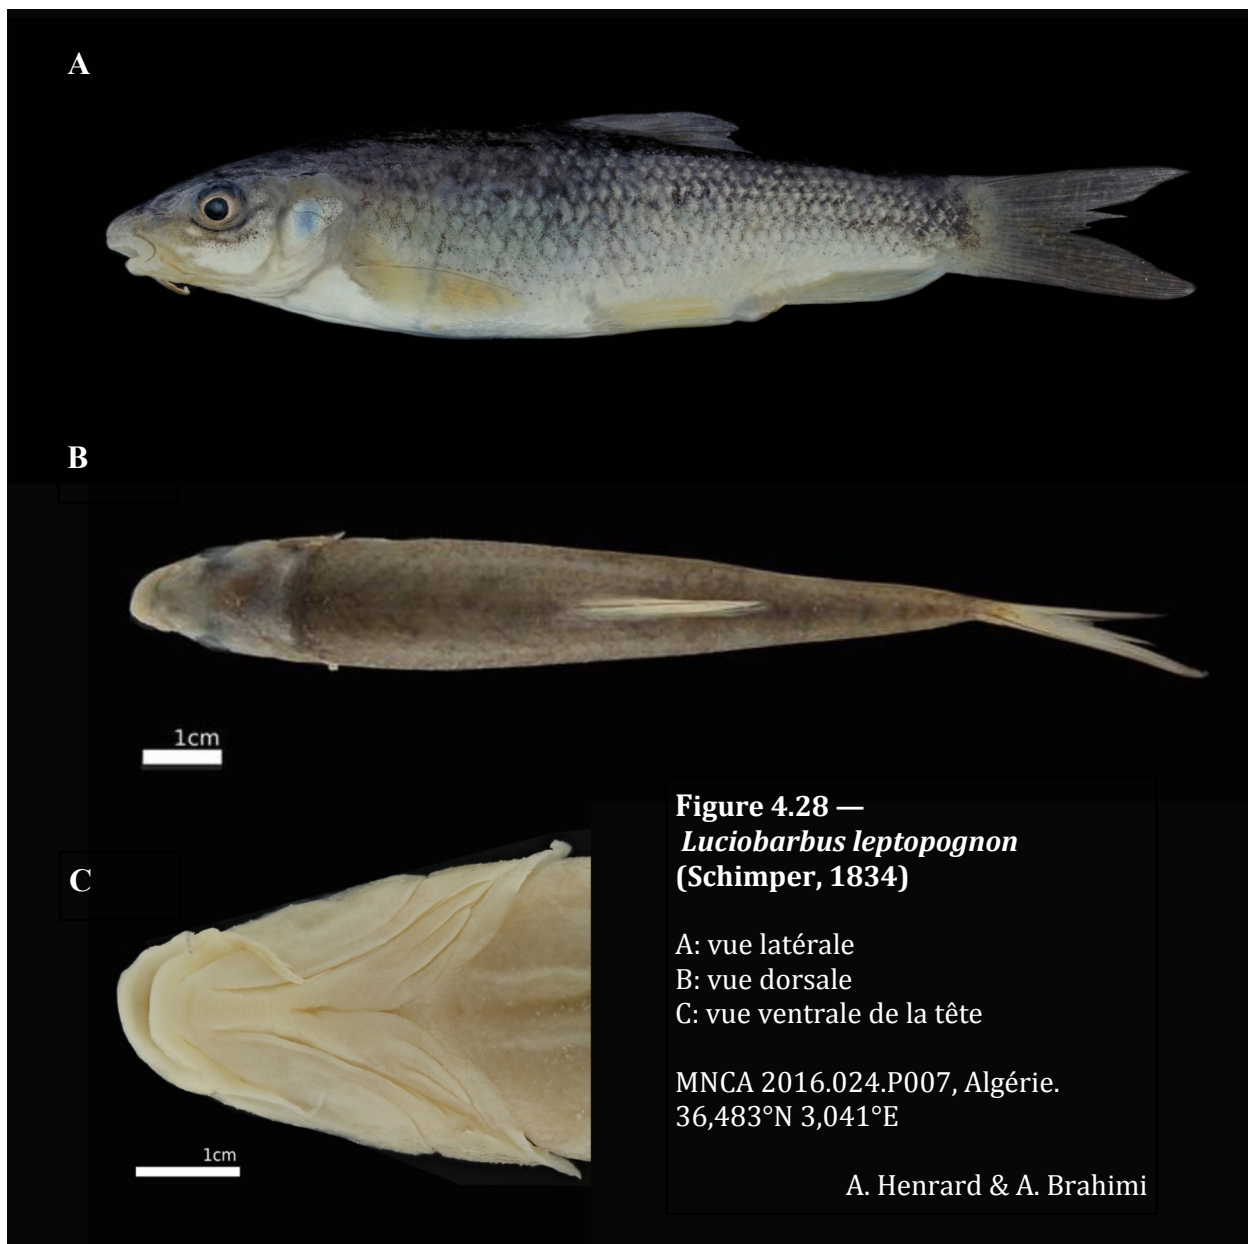 A
B
1cm
C
1cm
Figure 4.28 —
Luciobarbus leptopognon
(Schimper, 1834)
A: vue latérale
B: vue dorsale
C: vue ventrale de la tête
MNCA 2016.024.P007, Algérie.
36,483°N 3,041°E
A. Henrard & A. Brahimi